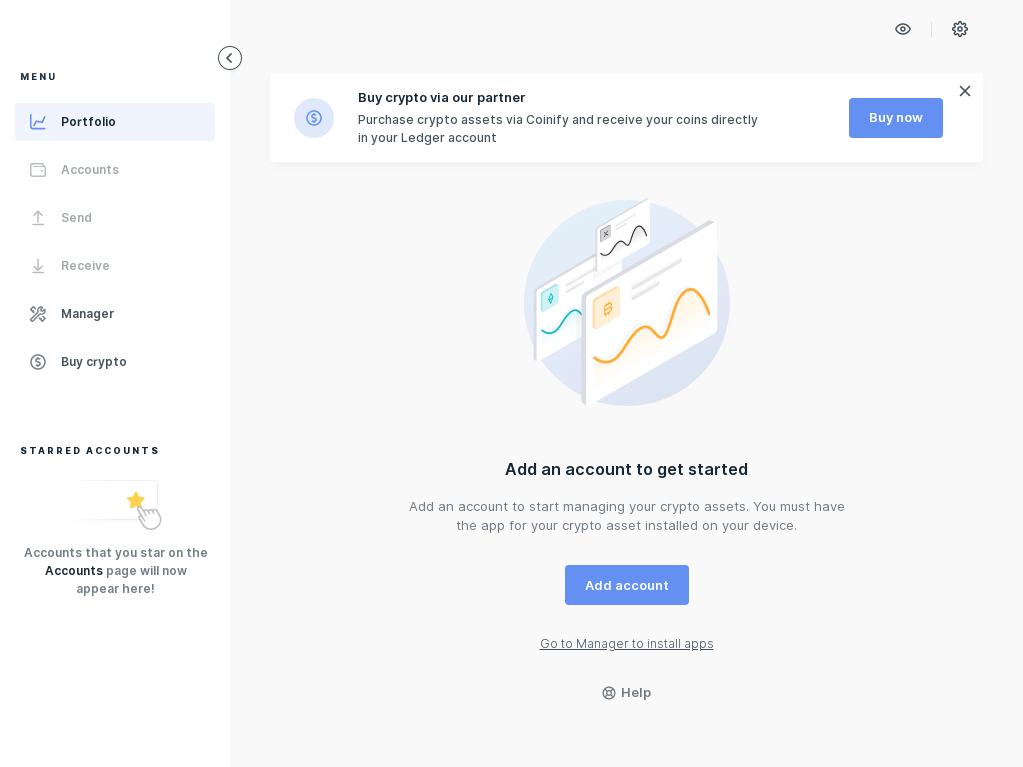 MENU
Portfolio
Accounts
Send
Receive
Manager
Buy crypto
STARRED ACCOUNTS
Accounts that you star on the
Accounts page will now
appear here!
Buy crypto via our partner
Purchase crypto assets via Coinify and receive your coins directly
in your Ledger account
Buy now
Add an account to get started
Add an account to start managing your crypto assets. You must have
the app for your crypto asset installed on your device.
Add account
Go to Manager to install apps
Help